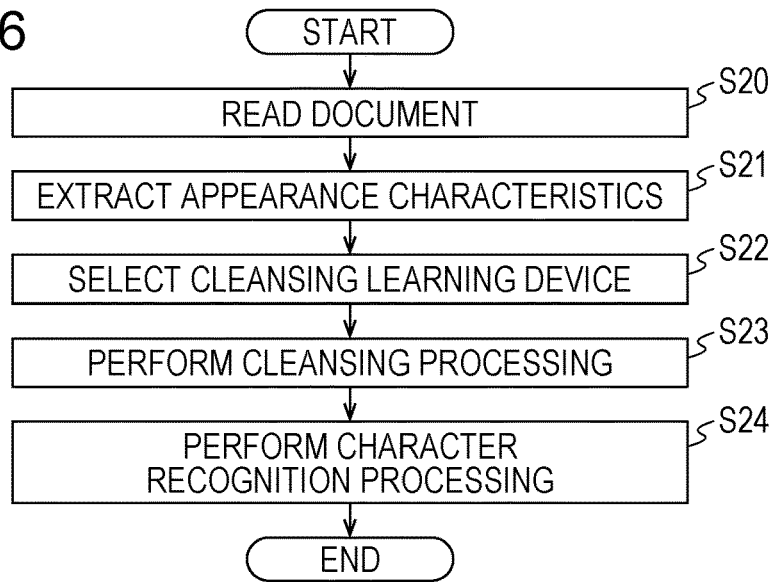 6
START
READ DOCUMENT
S20
EXTRACT APPEARANCE CHARACTERISTICS
S21
SELECT CLEANSING LEARNING DEVICE
S22
PERFORM CLEANSING PROCESSING
S23
PERFORM CHARACTER
RECOGNITION PROCESSING
S24
END